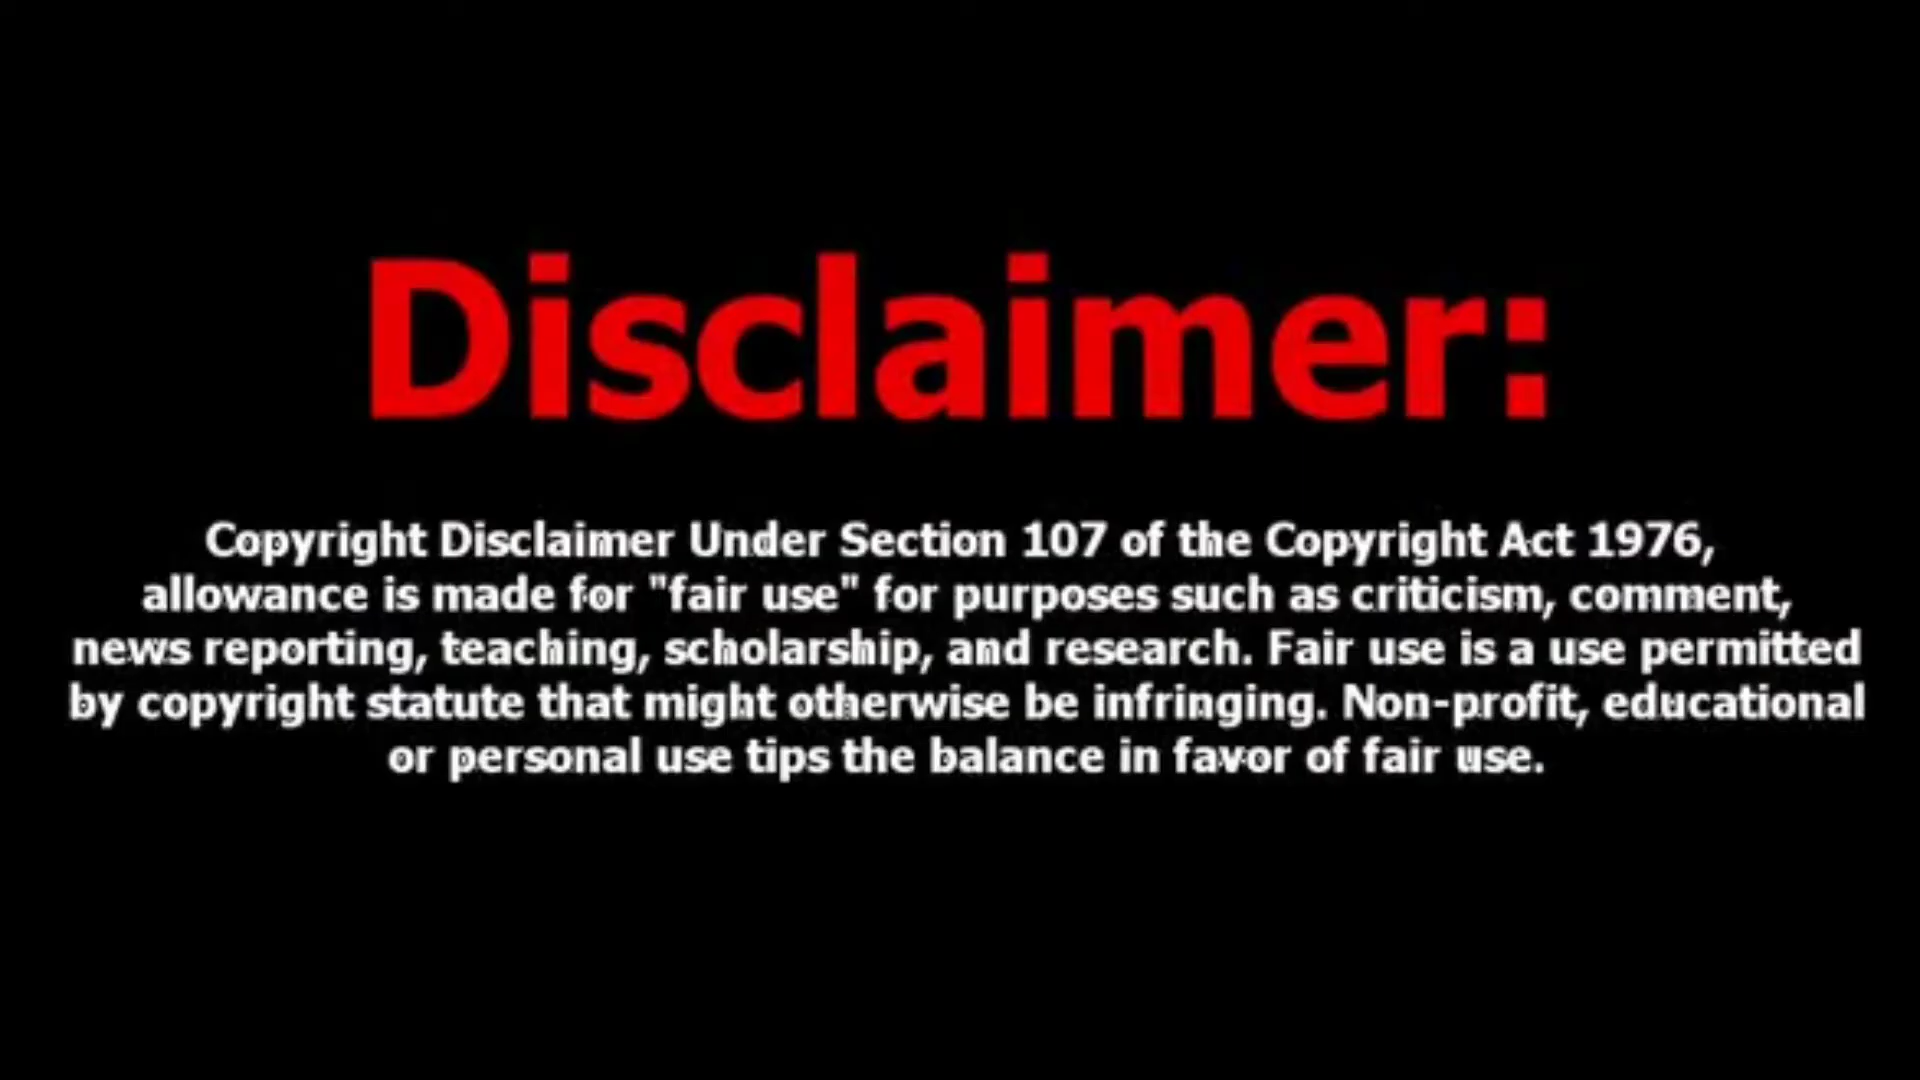 Disclaimer:
Copyright Disclaimer Under Section 107 of the Copyright Act 1976,
allowance is made for "fair use" for purposes such as criticism, comment,
news reporting, teaching, scholarship, and research. Fair use is a use permitted
by copyright statute that might otherwise be infringing. Non-profit, educational
or personal use tips the balance in favor of fair use.